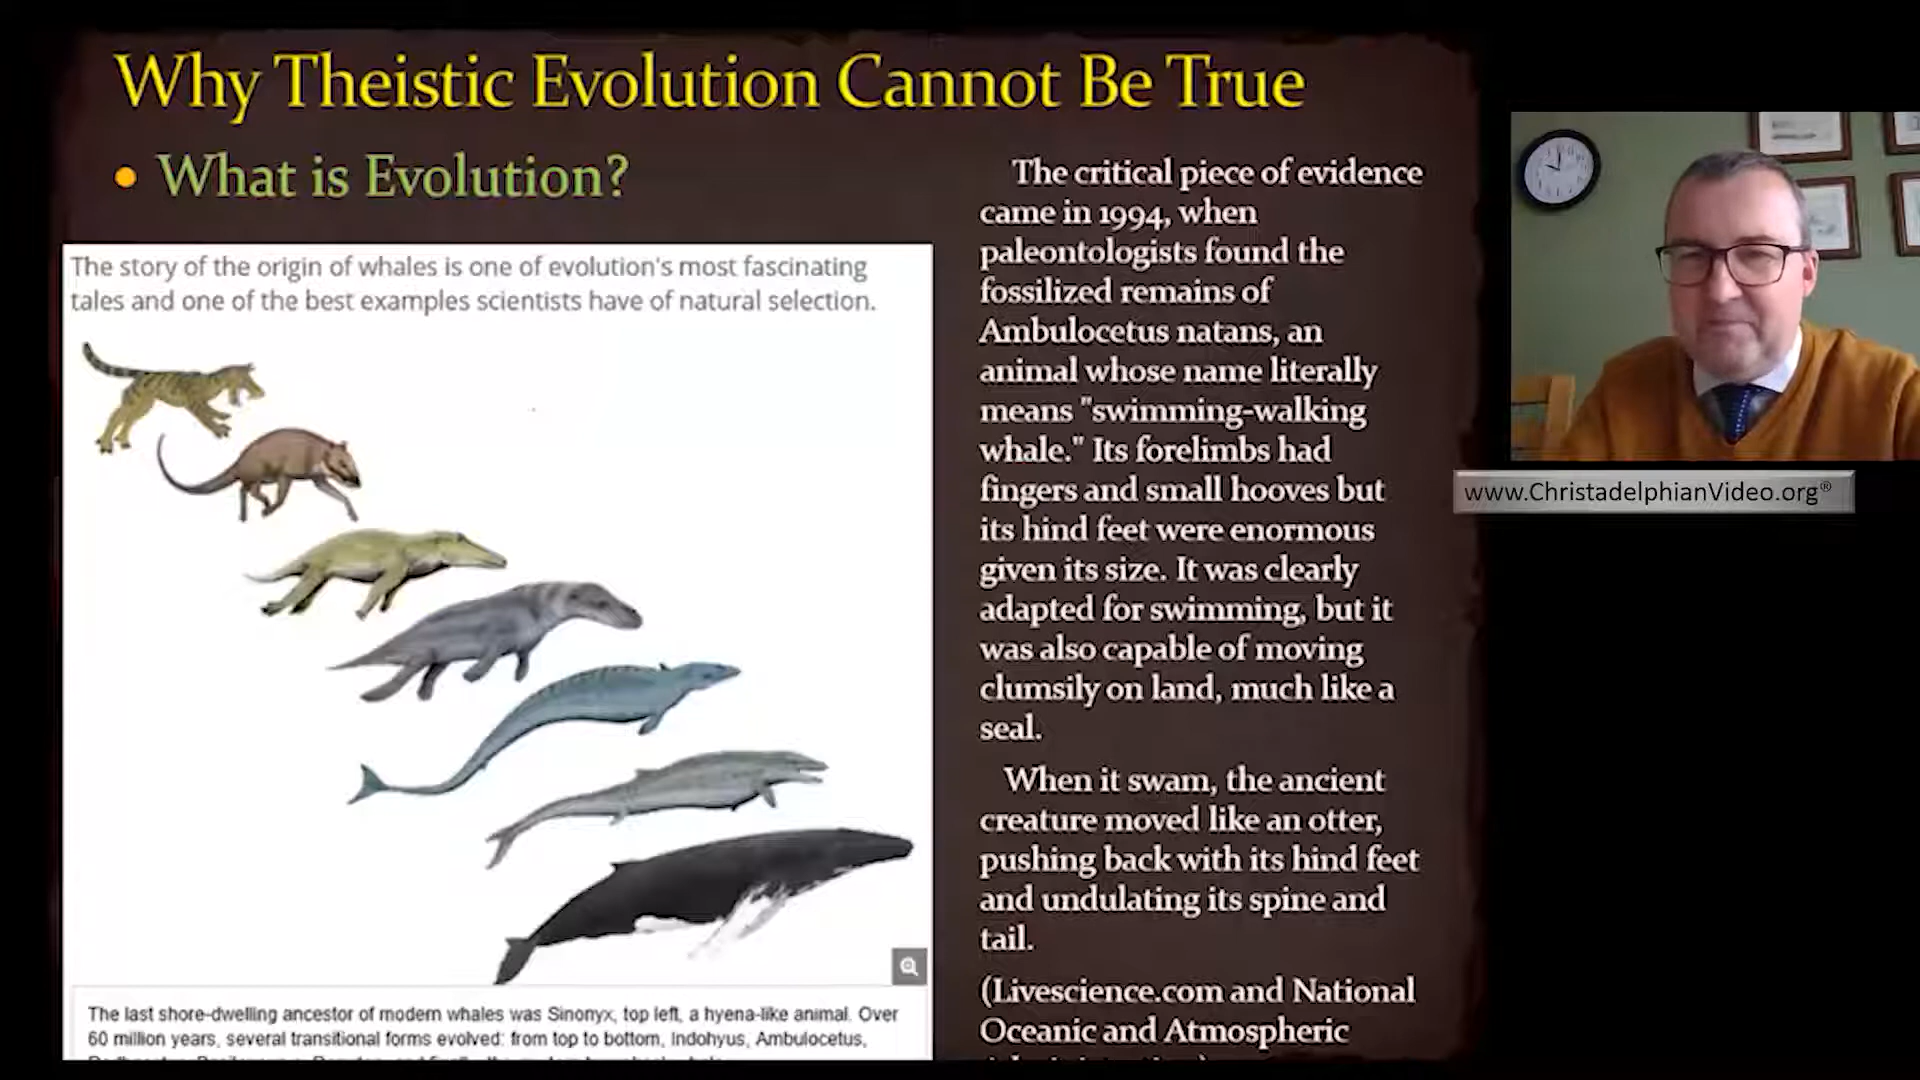 Why Theistic Evolution Cannot Be True
• What is Evolution?
The story of the origin of whales is one of evolution's most fascinating
tales and one of the best examples scientists have of natural selection.
The last shore-dwelling ancestor of modern whales was Sinonyx, top left, a hyena-like animal. Over
60 million years, several transitional forms evolved: from top to bottom, Indohyus, Ambulocetus,
The critical piece of evidence
came in 1994, when
paleontologists found the
fossilized remains of
Ambulocetus natans, an
animal whose name literally
means "swimming-walking
whale." Its forelimbs had
fingers and small hooves but
its hind feet were enormous
given its size. It was clearly
adapted for swimming, but it
was also capable of moving
clumsily on land, much like a
seal.
When it swam, the ancient
creature moved like an otter,
pushing back with its hind feet
and undulating its spine and
tail.
(Livescience.com and National
Oceanic and Atmospheric
www.ChristadelphianVideo.org®